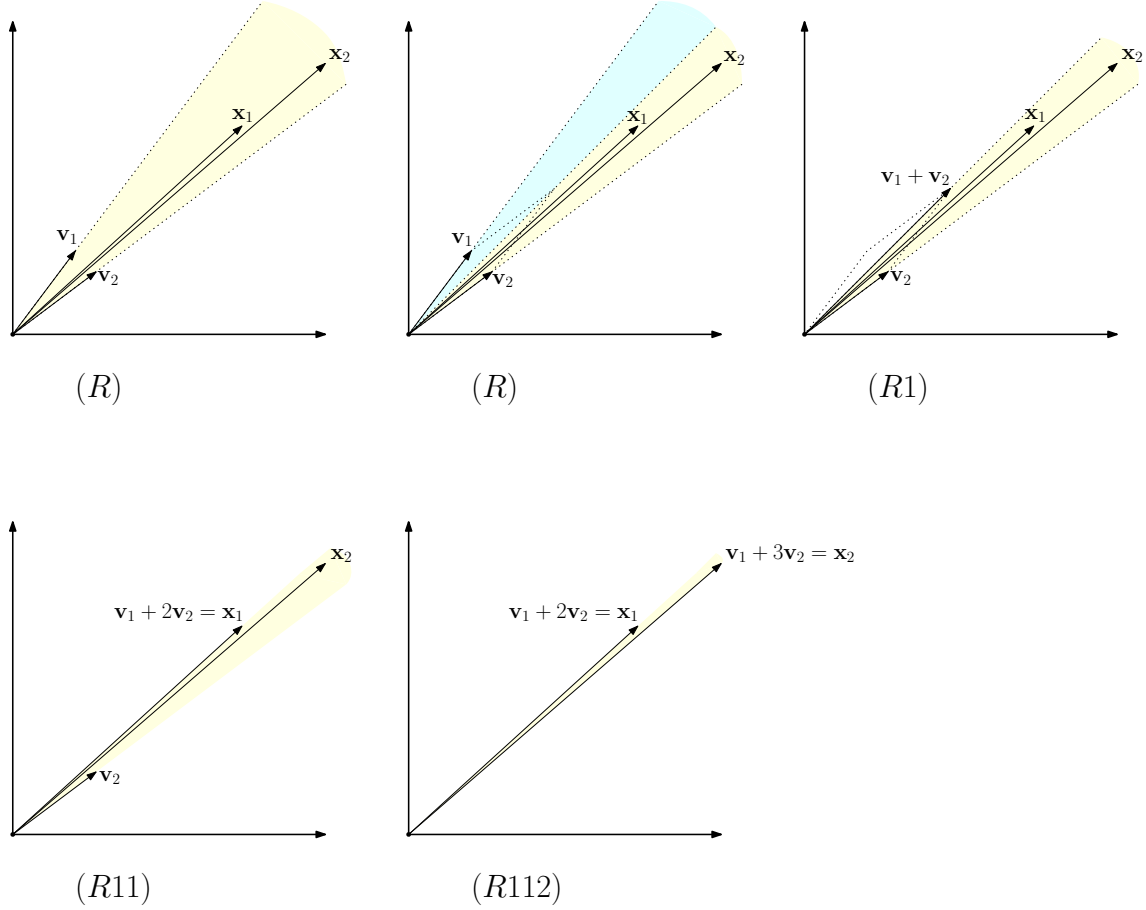 x₂
x₁
v₁
v₂
(R)
x₂
x₁
v₁
v₂
(R)
x₂
x₁
v₁ + v₂
v₂
(R1)
x₂
v₁ + 2v₂ = x₁
v₂
(R11)
v₁ + 3v₂ = x₂
v₁ + 2v₂ = x₁
(R112)